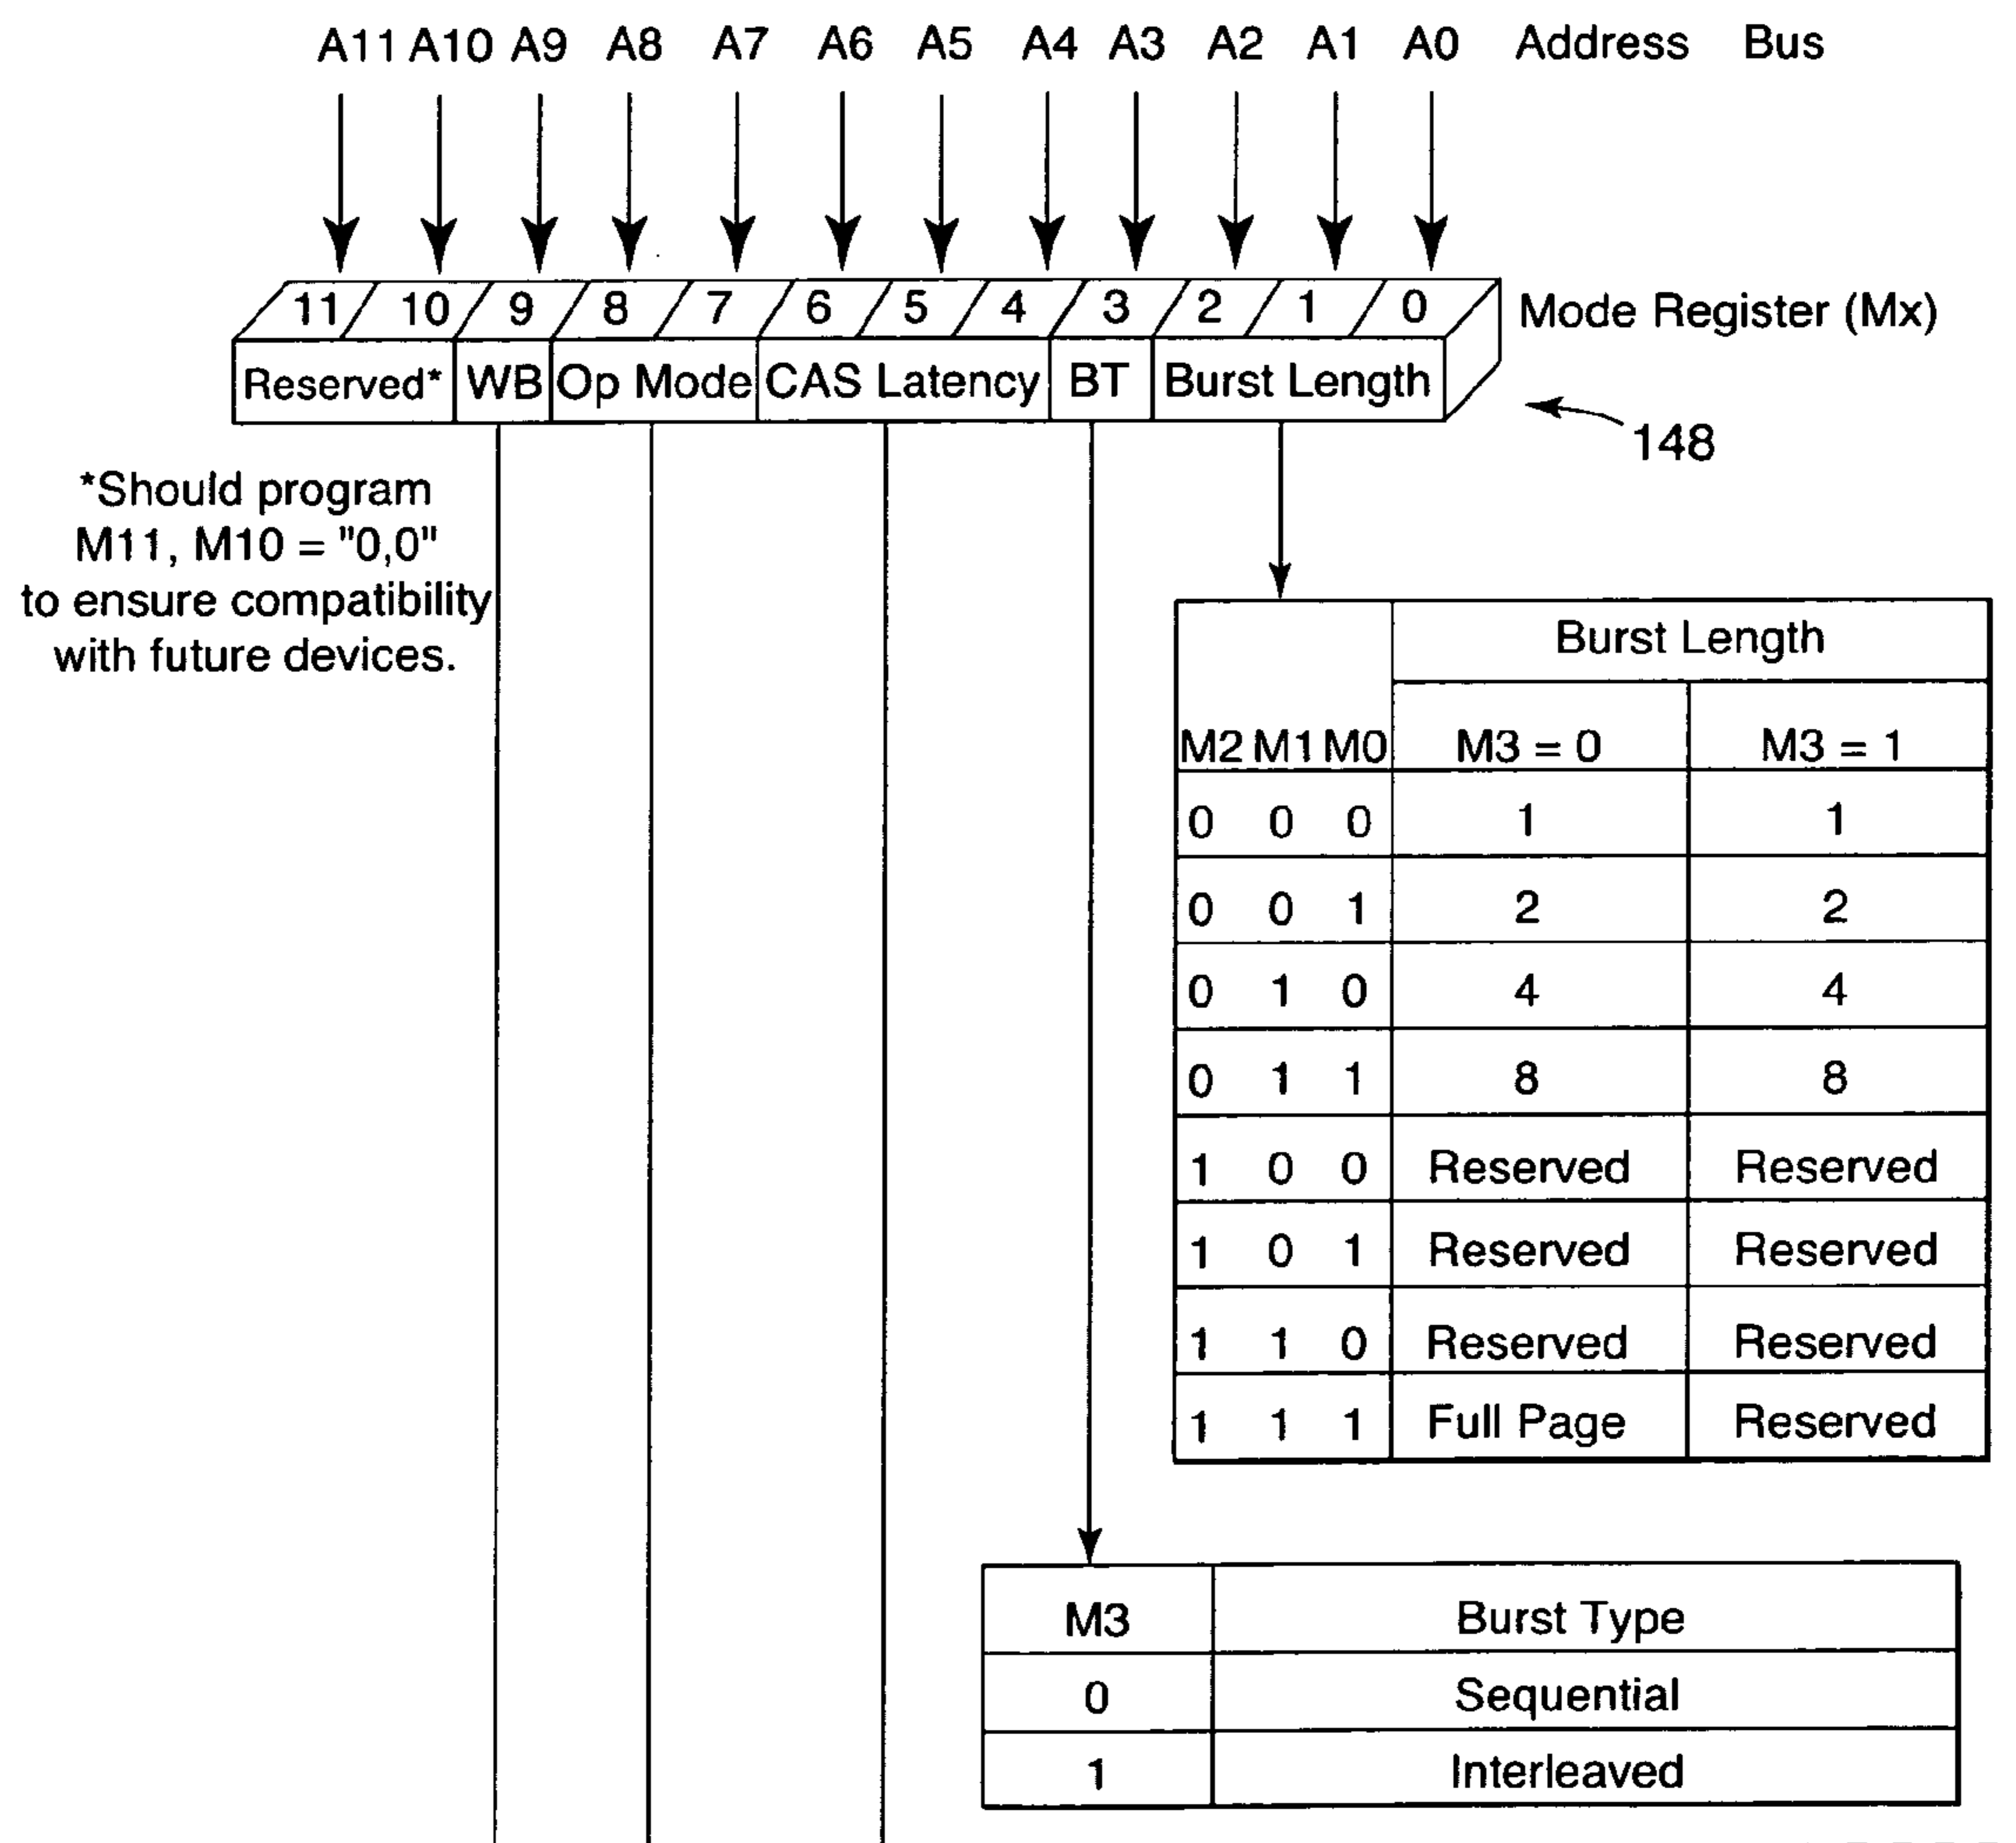 A11 A10 A9 A8 A7 A6 A5 A4 A3 A2 A1 A0 Address Bus
11 10 9 8 7 6 5 4 3 2 1 0 Mode Register (Mx)
Reserved* WB Op Mode CAS Latency BT Burst Length
148
*Should program
M11, M10 = "0,0"
to ensure compatibility
with future devices.
Burst Length
M2 M1 M0 M3 = 0 M3 = 1
0 0 0 1 1
0 0 1 2 2
0 1 0 4 4
0 1 1 8 8
1 0 0 Reserved Reserved
1 0 1 Reserved Reserved
1 1 0 Reserved Reserved
1 1 1 Full Page Reserved
M3 Burst Type
0 Sequential
1 Interleaved